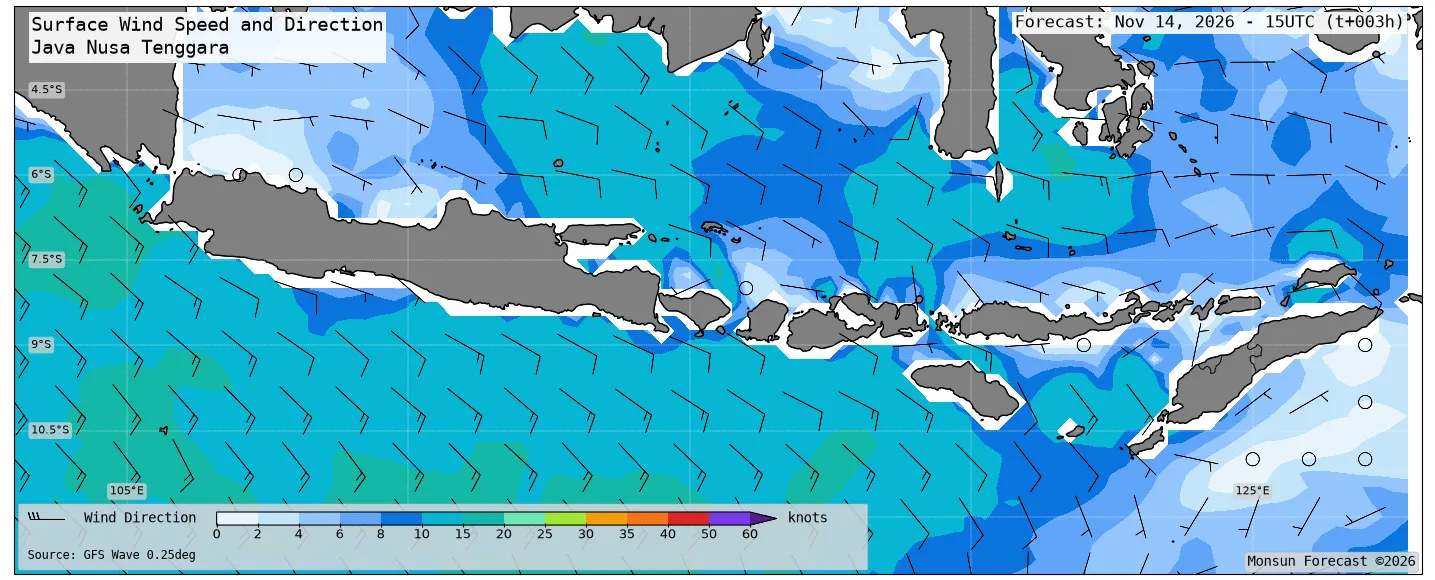 Surface Wind Speed and Direction
Java Nusa Tenggara
Forecast: Nov 14, 2026 - 15UTC (t+003h)
4.5°S
6°S
7.5°S
9°S
10.5°S
105°E
125°E
Wind Direction
0 2 4 6 8 10 15 20 25 30 35 40 50 60
knots
Source: GFS Wave 0.25deg
Monsun Forecast ©2026